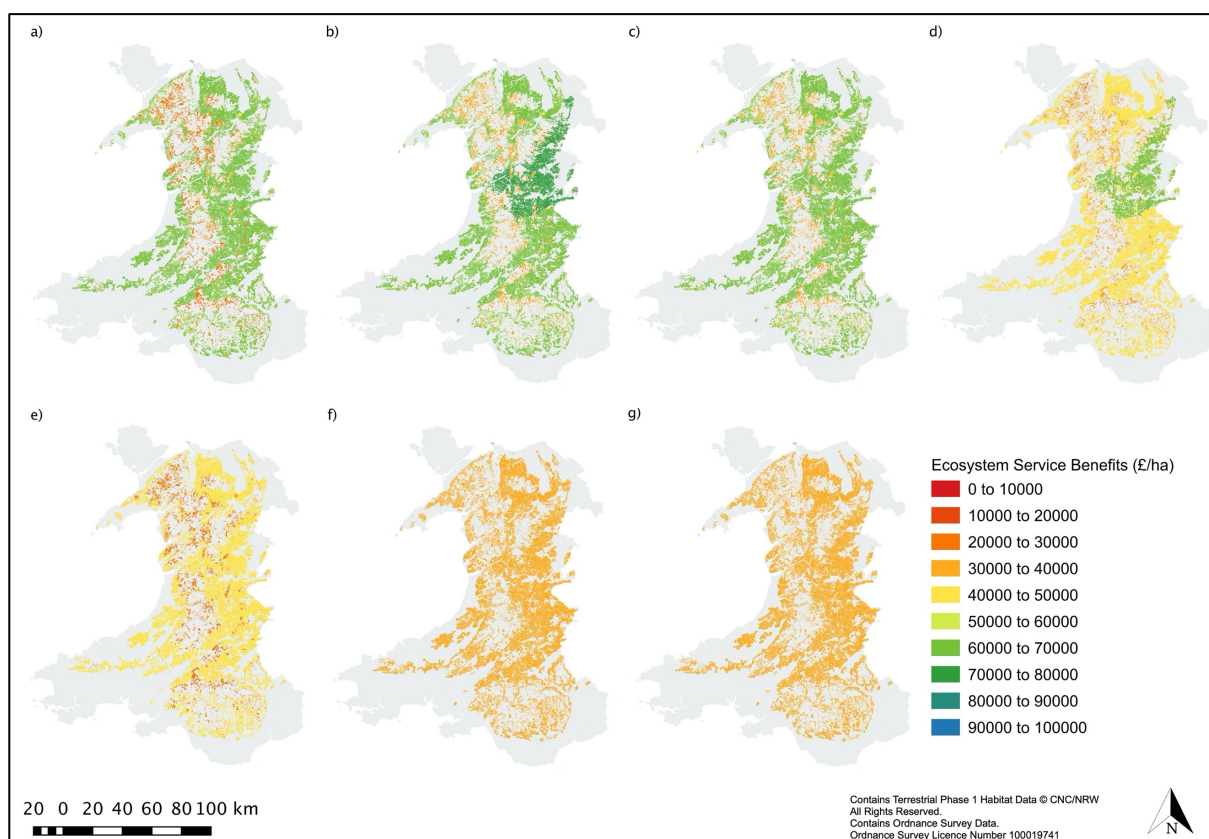 a)
b)
c)
d)
e)
f)
g)
Ecosystem Service Benefits (£/ha)
0 to 10000
10000 to 20000
20000 to 30000
30000 to 40000
40000 to 50000
50000 to 60000
60000 to 70000
70000 to 80000
80000 to 90000
90000 to 100000
20 0 20 40 60 80 100 km
Contains Terrestrial Phase 1 Habitat Data © CNC/NRW
All Rights Reserved.
Contains Ordnance Survey Data.
Ordnance Survey Licence Number 100019741
N